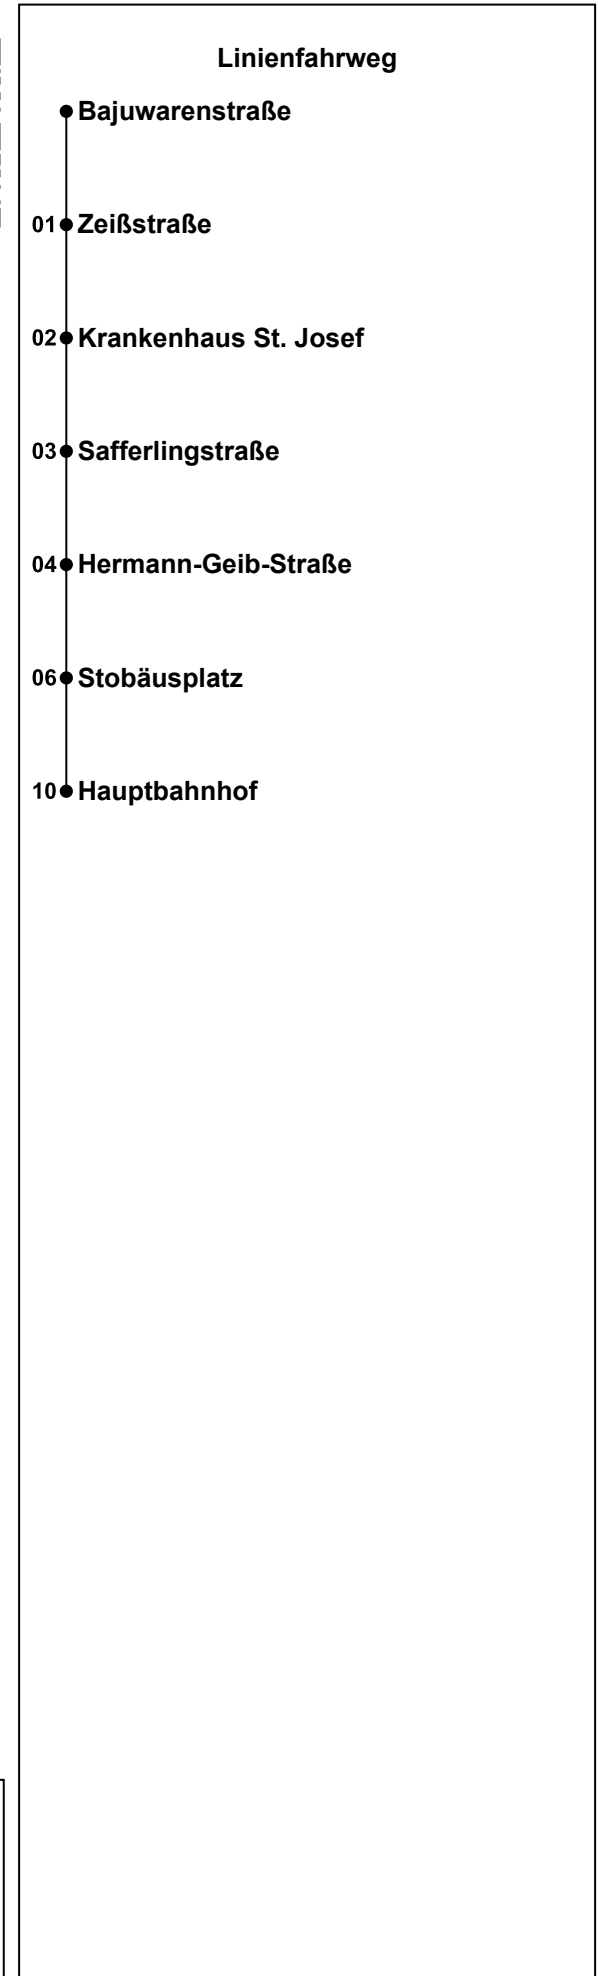 Linienfahrweg
Bajuwarenstraße
01 Zeißstraße
02 Krankenhaus St. Josef
03 Safferlingstraße
04 Hermann-Geib-Straße
06 Stobäusplatz
10 Hauptbahnhof